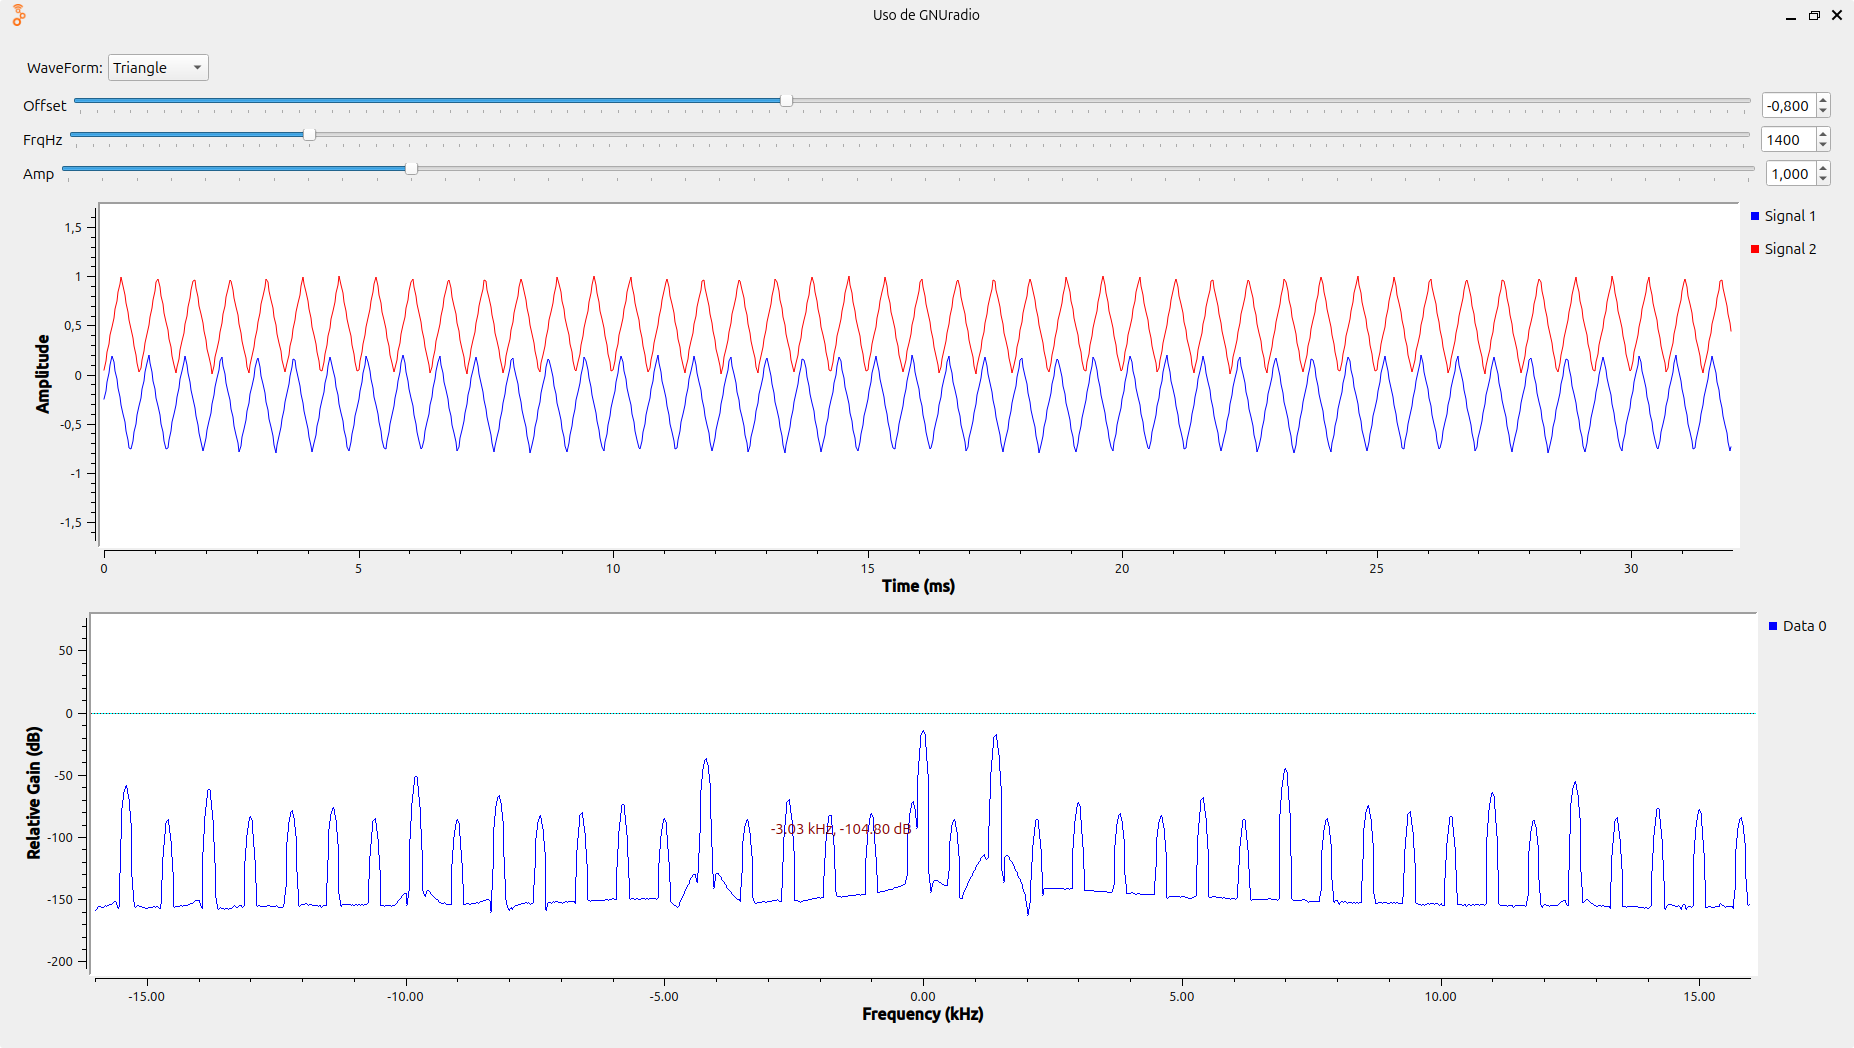 Uso de GNUradio
WaveForm: Triangle
Offset -0,800
FrqHz 1400
Amp 1,000
Signal 1
Signal 2
1,5
1
0,5
0
-0,5
-1
-1,5
Amplitude
0 5 10 15 20 25 30
Time (ms)
Data 0
50
0
-50
-100
-150
-200
Relative Gain (dB)
-3.03 kHz, -104.80 dB
-15.00 -10.00 -5.00 0.00 5.00 10.00 15.00
Frequency (kHz)